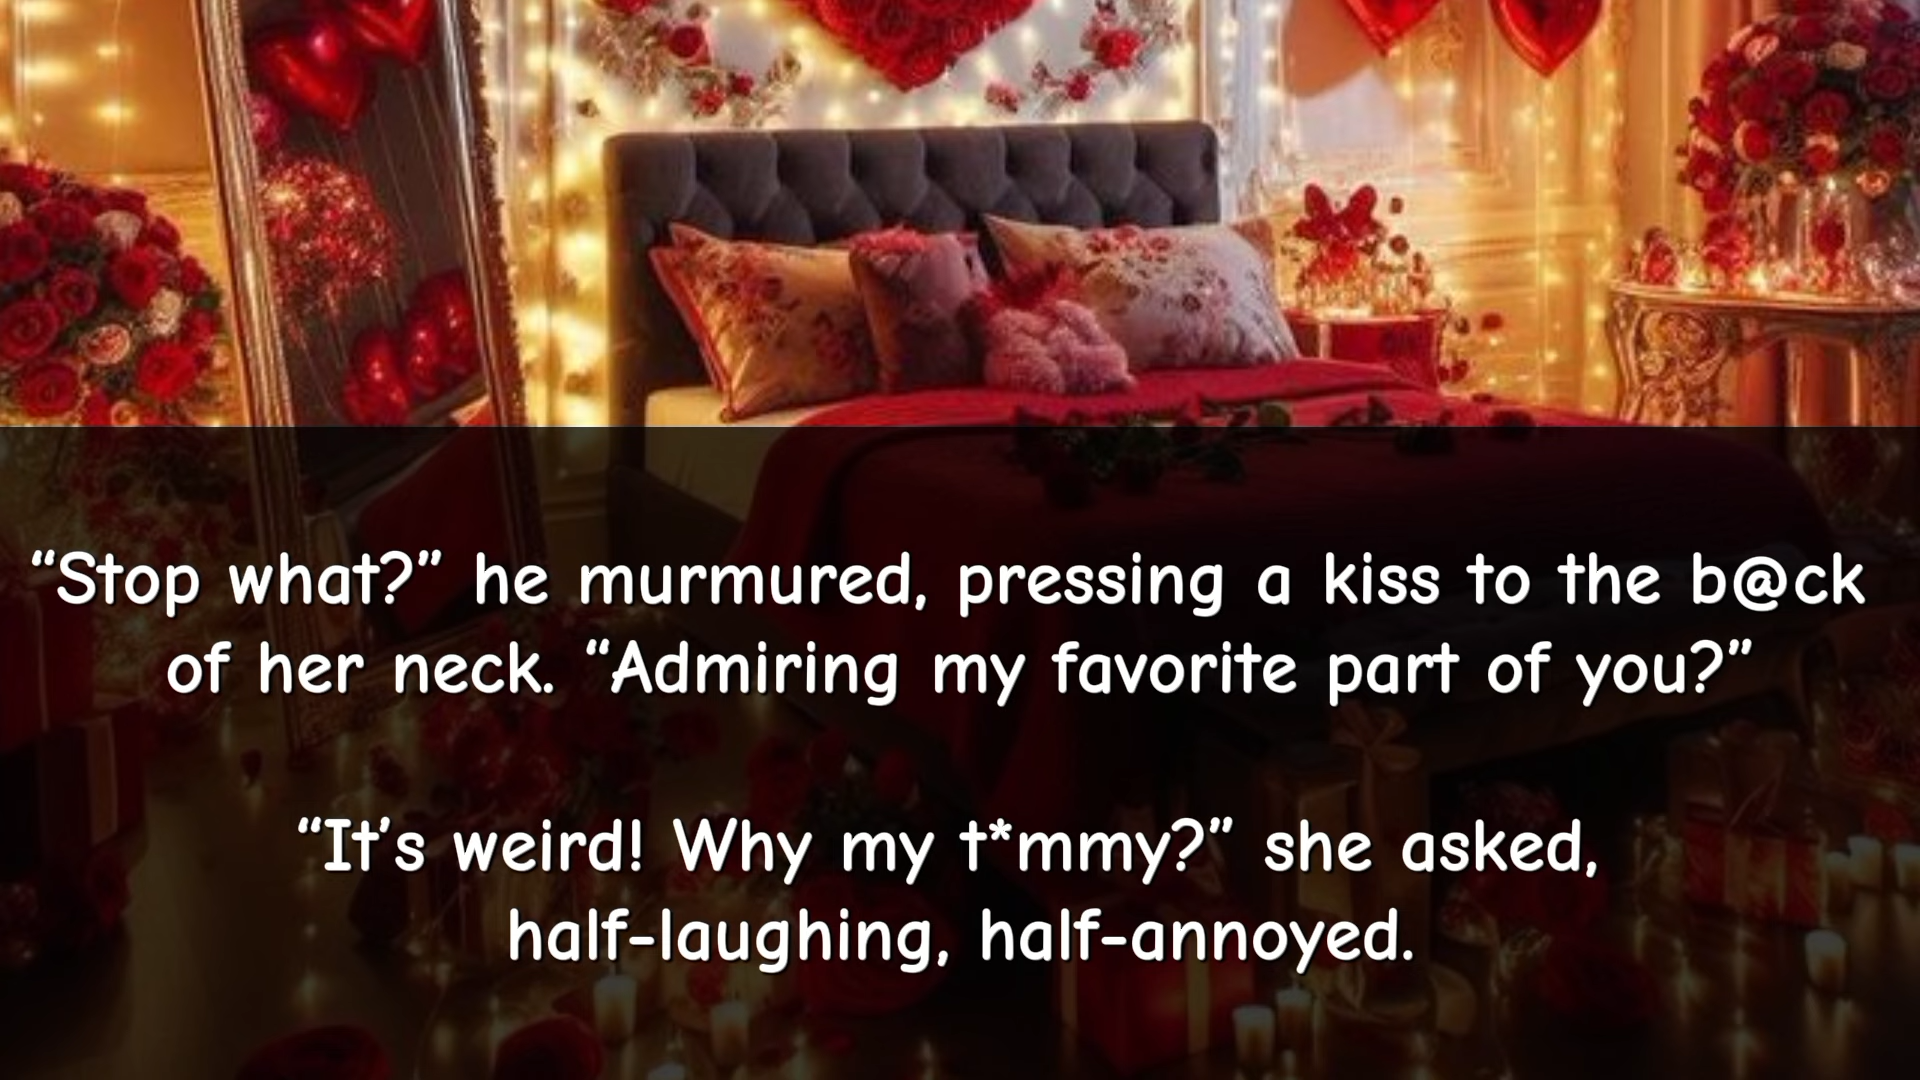 “Stop what?” he murmured, pressing a kiss to the b@ck
of her neck. “Admiring my favorite part of you?”
“It’s weird! Why my t*mmy?” she asked,
half-laughing, half-annoyed.